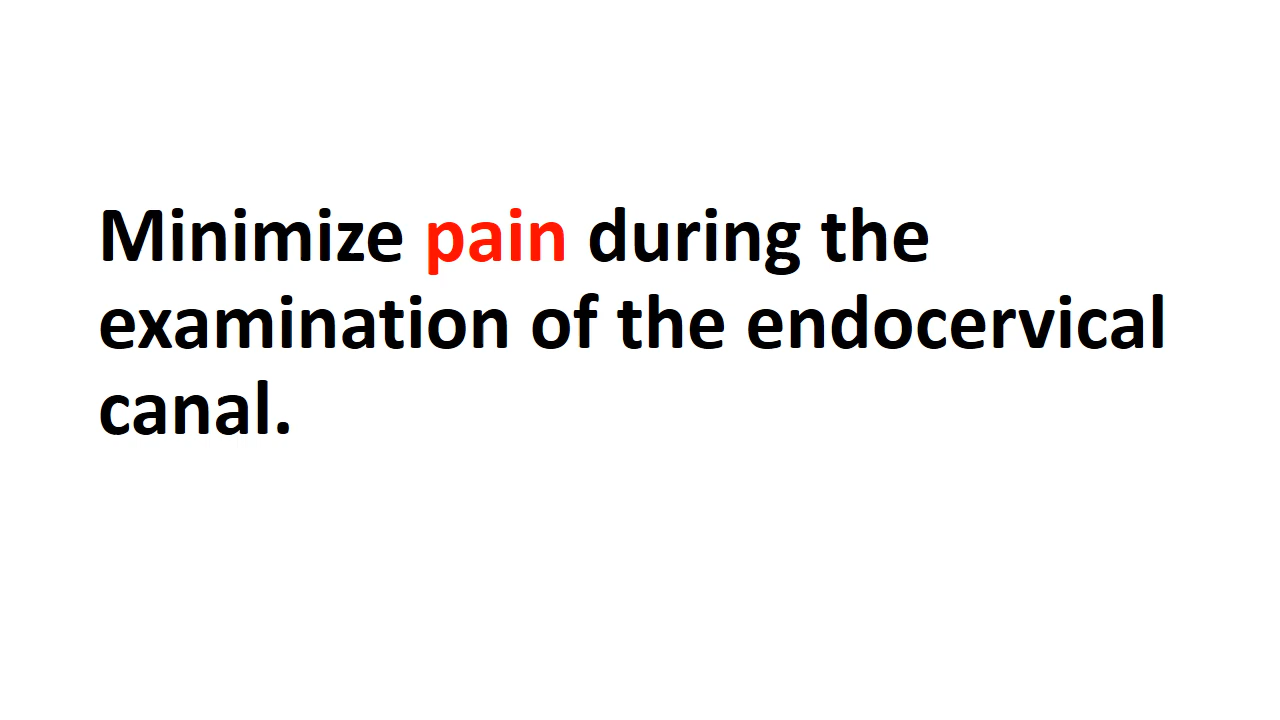 Minimize pain during the
examination of the endocervical
canal.